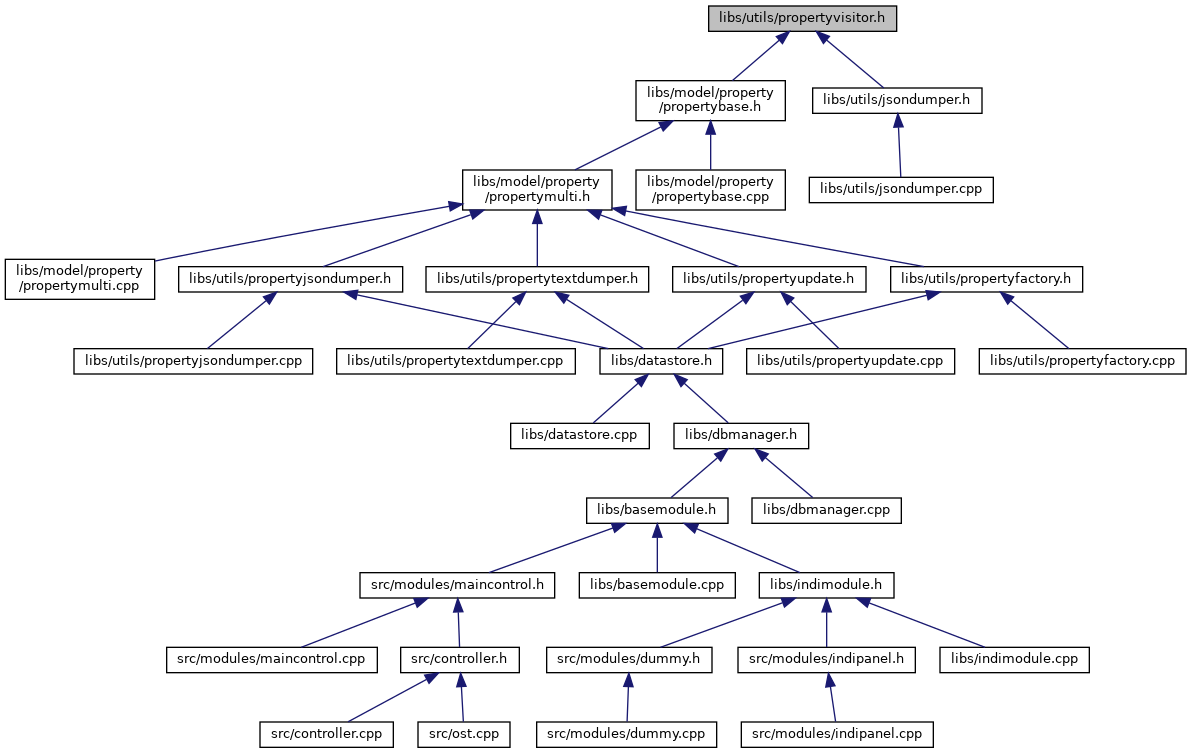 libs/utils/propertyvisitor.h
libs/model/property
/propertybase.h
libs/utils/jsondumper.h
libs/model/property
/propertymulti.h
libs/model/property
/propertybase.cpp
libs/utils/jsondumper.cpp
libs/model/property
/propertymulti.cpp
libs/utils/propertyjsondumper.h
libs/utils/propertytextdumper.h
libs/utils/propertyupdate.h
libs/utils/propertyfactory.h
libs/utils/propertyjsondumper.cpp
libs/utils/propertytextdumper.cpp
libs/datastore.h
libs/utils/propertyupdate.cpp
libs/utils/propertyfactory.cpp
libs/datastore.cpp
libs/dbmanager.h
libs/basemodule.h
libs/dbmanager.cpp
src/modules/maincontrol.h
libs/basemodule.cpp
libs/indimodule.h
src/modules/maincontrol.cpp
src/controller.h
src/modules/dummy.h
src/modules/indipanel.h
libs/indimodule.cpp
src/controller.cpp
src/ost.cpp
src/modules/dummy.cpp
src/modules/indipanel.cpp